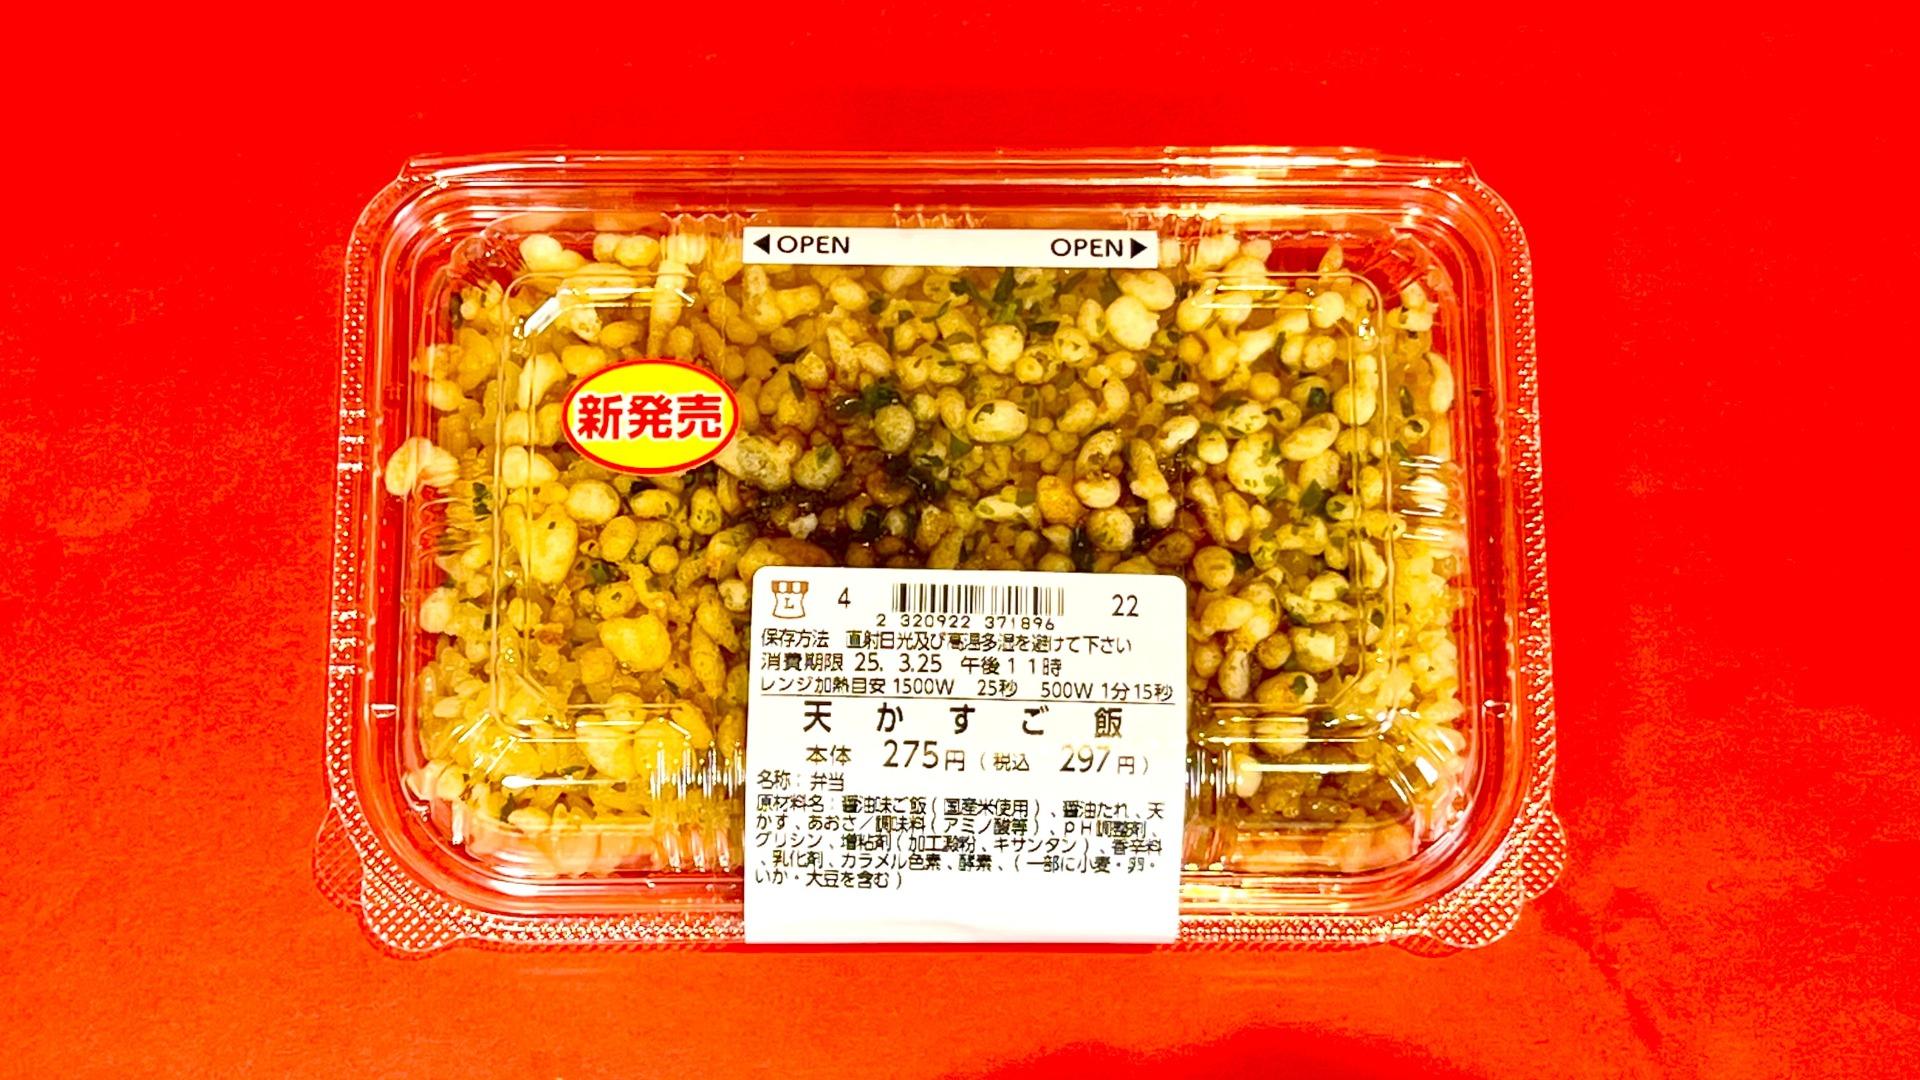 ◀OPEN OPEN▶
新発売
L 4 22
2 320922 371896
保存方法 直射日光及び高温多湿を避けて下さい
消費期限 25. 3.25 午後11時
レンジ加熱目安 1500W 25秒 500W 1分15秒
天かすご飯
本体 275円(税込 297円)
名称:弁当
原材料名:醤油味ご飯(国産米使用)、醤油たれ、天
かす、あおさ/調味料(アミノ酸等)、pH調整剤、
グリシン、増粘剤(加工澱粉、キサンタン)、香辛料
、乳化剤、カラメル色素、酵素、(一部に小麦・卵・
いか・大豆を含む)